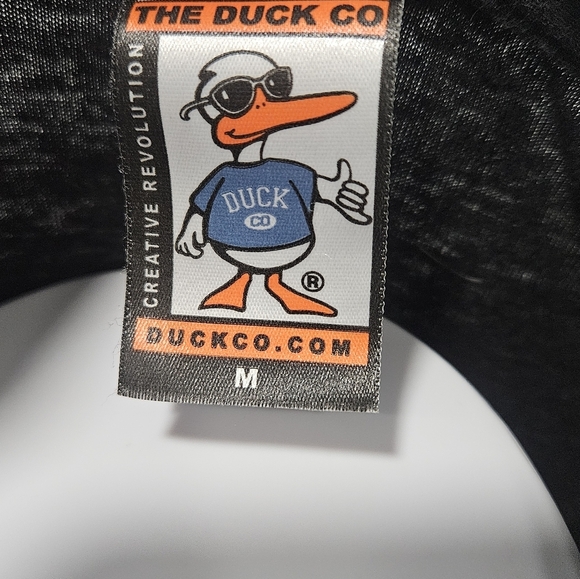 THE DUCK CO
CREATIVE REVOLUTION
DUCK
CO
®
DUCKCO.COM
M